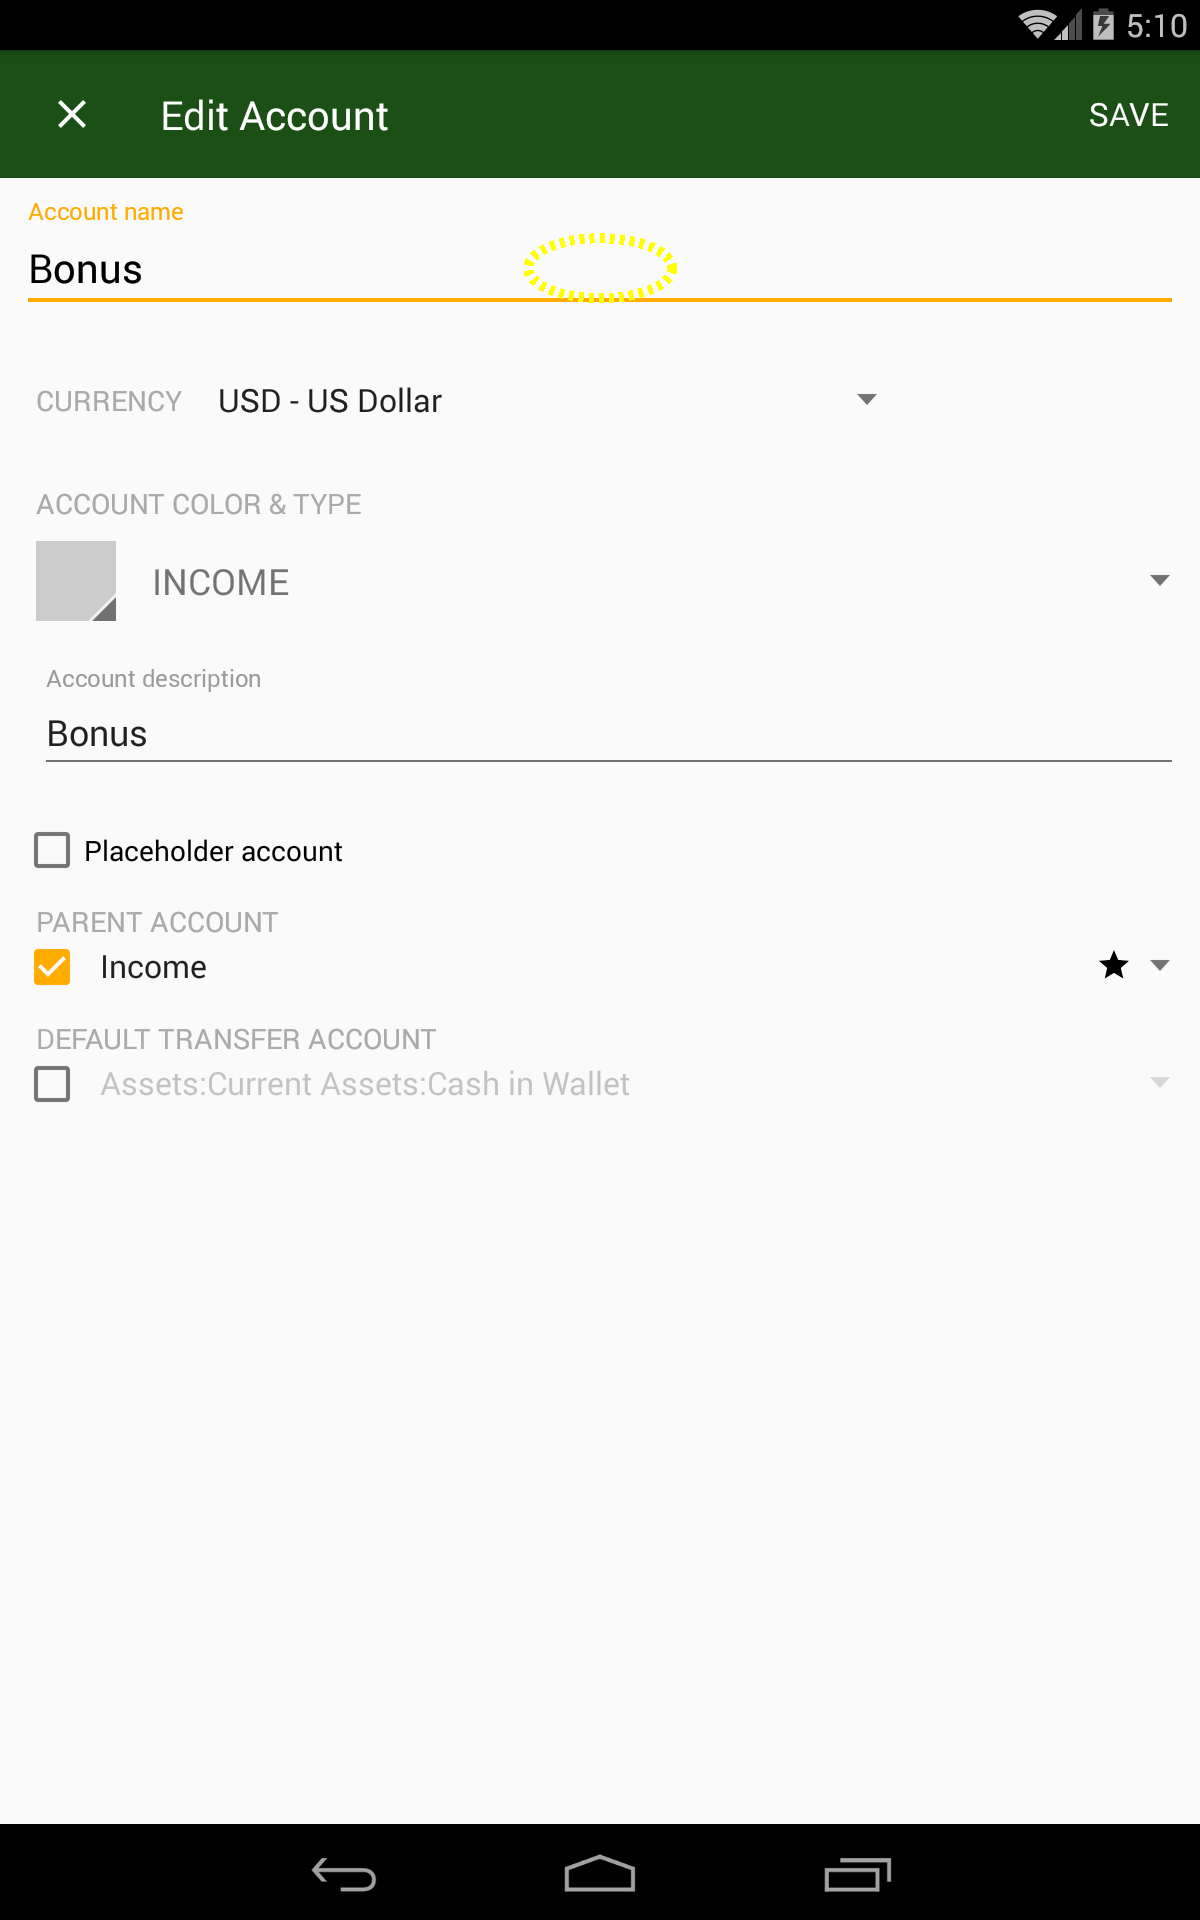 5:10
Edit Account
SAVE
Account name
Bonus
CURRENCY USD - US Dollar
ACCOUNT COLOR & TYPE
INCOME
Account description
Bonus
Placeholder account
PARENT ACCOUNT
Income
DEFAULT TRANSFER ACCOUNT
Assets:Current Assets:Cash in Wallet